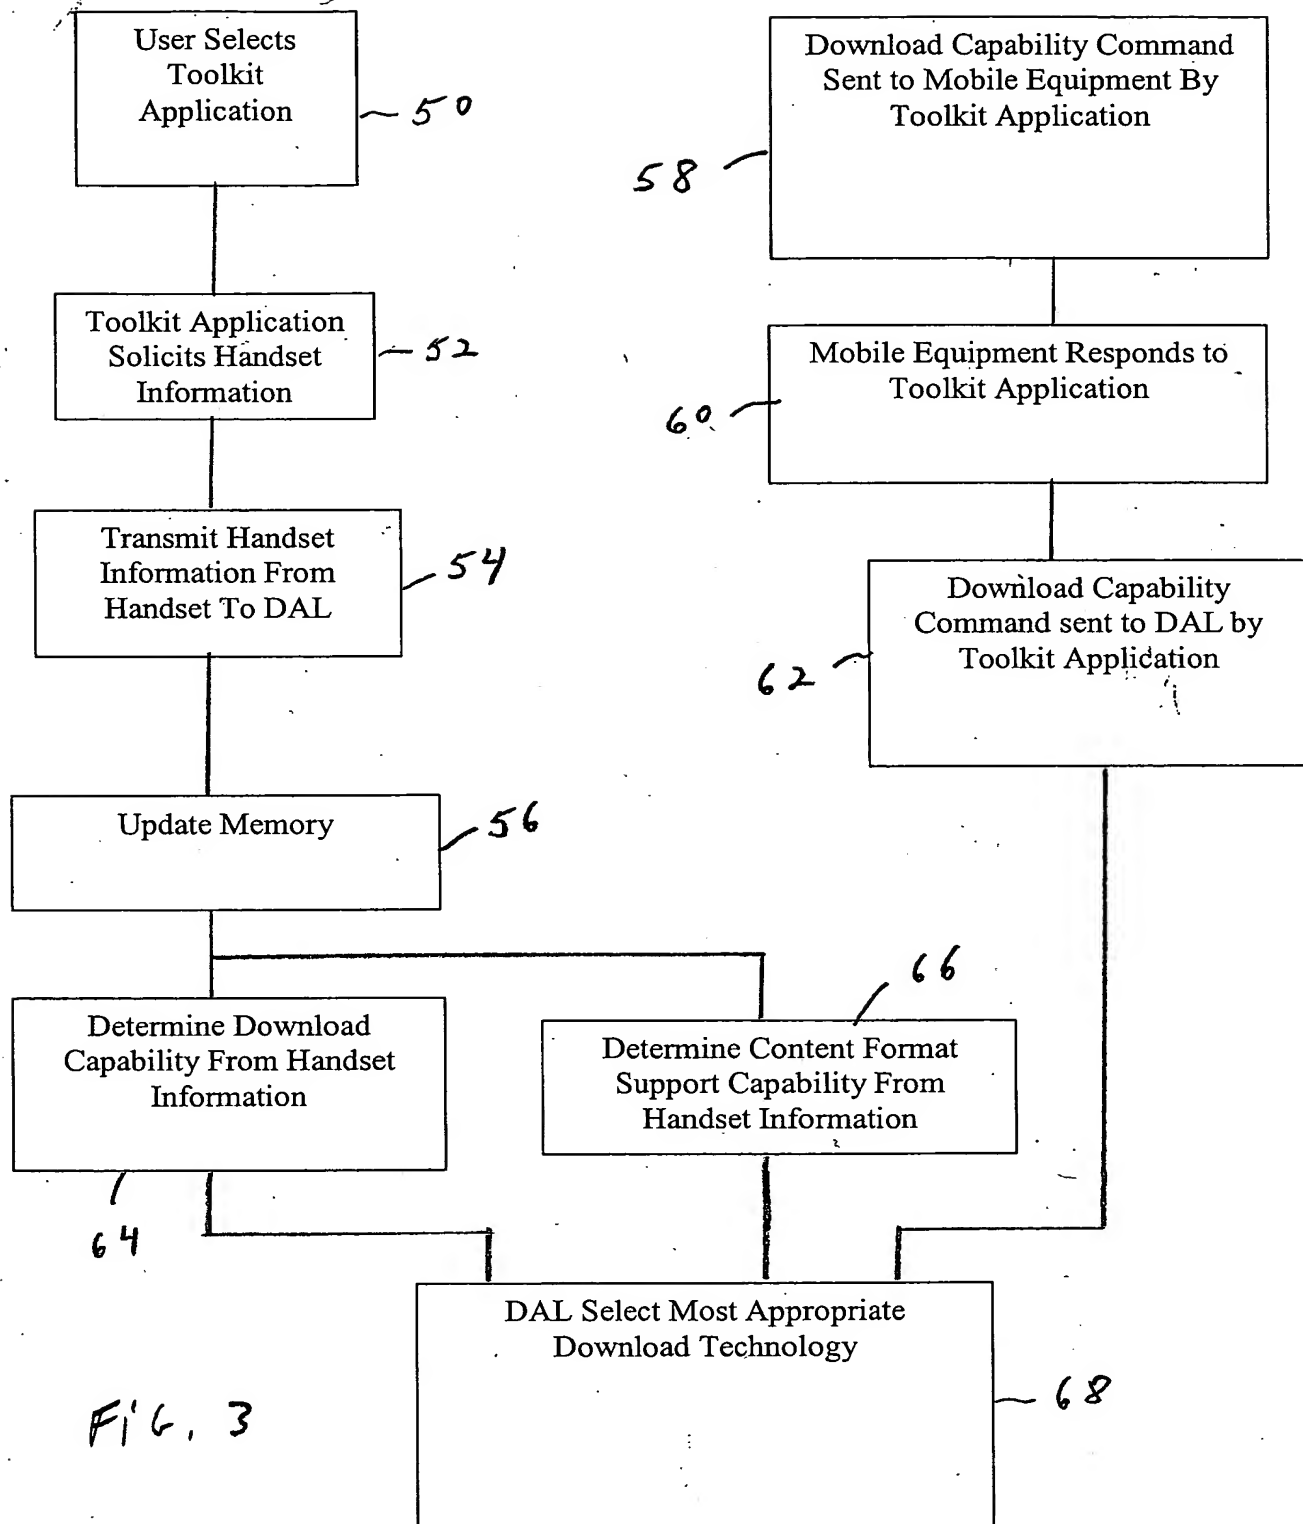 User Selects
Toolkit
Application
50
Toolkit Application
Solicits Handset
Information
52
Transmit Handset
Information From
Handset To DAL
54
Update Memory
56
Determine Download
Capability From Handset
Information
64
Determine Content Format
Support Capability From
Handset Information
66
Download Capability Command
Sent to Mobile Equipment By
Toolkit Application
58
Mobile Equipment Responds to
Toolkit Application
60
Download Capability
Command sent to DAL by
Toolkit Application
62
DAL Select Most Appropriate
Download Technology
68
FIG. 3